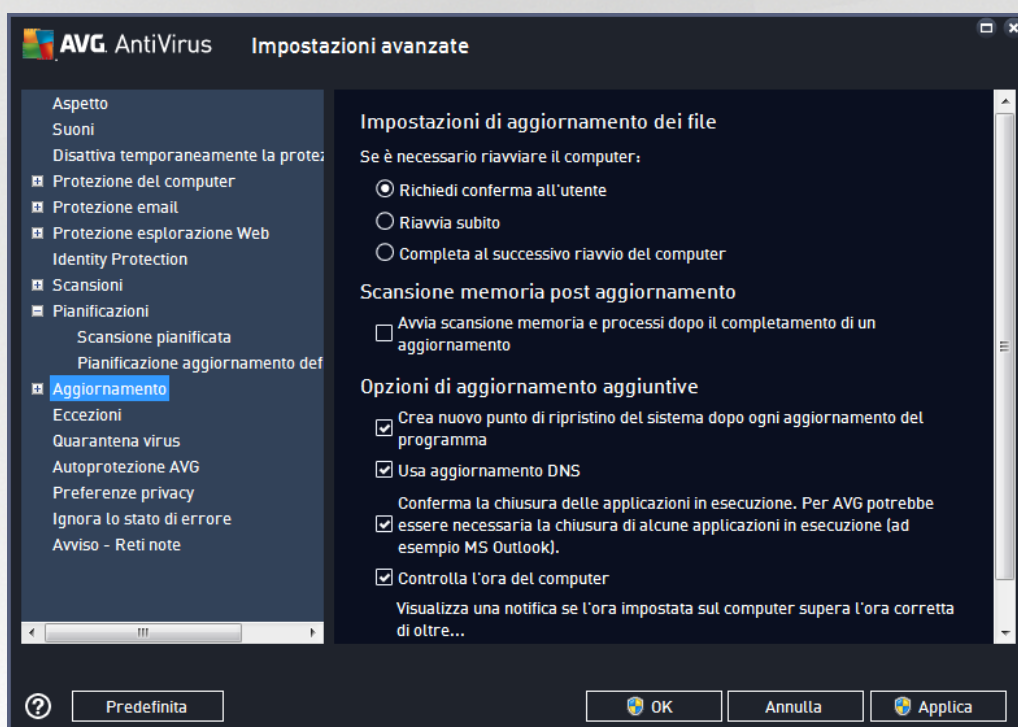 AVG. AntiVirus Impostazioni avanzate
Aspetto
Suoni
Disattiva temporaneamente la
Protezione del computer
Protezione email
Protezione esplorazione Web
Identity Protection
Scansioni
Pianificazioni
Scansione pianificata
Pianificazione aggiornamento def
Aggiornamento
Eccezioni
Quarantena virus
Autoprotezione AVG
Preferenze privacy
Ignora lo stato di errore
Avviso - Reti note
Impostazioni di aggiornamento dei file
Se è necessario riavviare il computer:
Richiedi conferma all'utente
Riavvia subito
Completa al successivo riavvio del computer
Scansione memoria post aggiornamento
Avvia scansione memoria e processi dopo il completamento di un
aggiornamento
Opzioni di aggiornamento aggiuntive
Crea nuovo punto di ripristino del sistema dopo ogni aggiornamento del
programma
Usa aggiornamento DNS
Conferma la chiusura delle applicazioni in esecuzione. Per AVG potrebbe
essere necessaria la chiusura di alcune applicazioni in esecuzione (ad
esempio MS Outlook).
Controlla l'ora del computer
Visualizza una notifica se l'ora impostata sul computer supera l'ora corretta
di oltre...
? Predefinita OK Annulla Applica